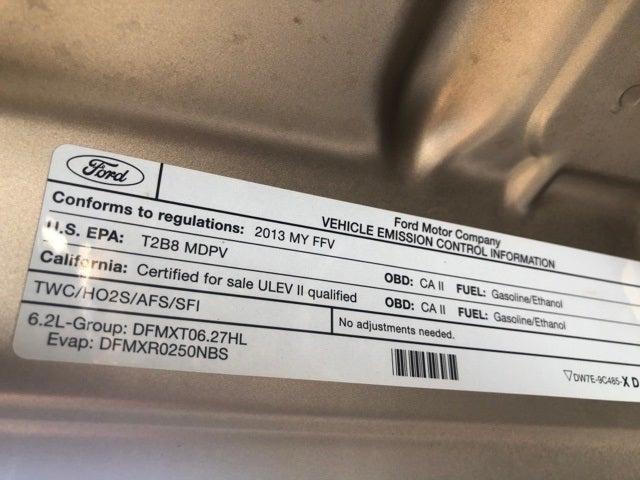 Ford
Ford Motor Company
VEHICLE EMISSION CONTROL INFORMATION
Conforms to regulations: 2013 MY FFV
U.S. EPA: T2B8 MDPV OBD: CA II FUEL: Gasoline/Ethanol
California: Certified for sale ULEV II qualified OBD: CA II FUEL: Gasoline/Ethanol
TWC/HO2S/AFS/SFI
No adjustments needed.
6.2L-Group: DFMXT06.27HL
Evap: DFMXR0250NBS
DW7E-9C485-XD